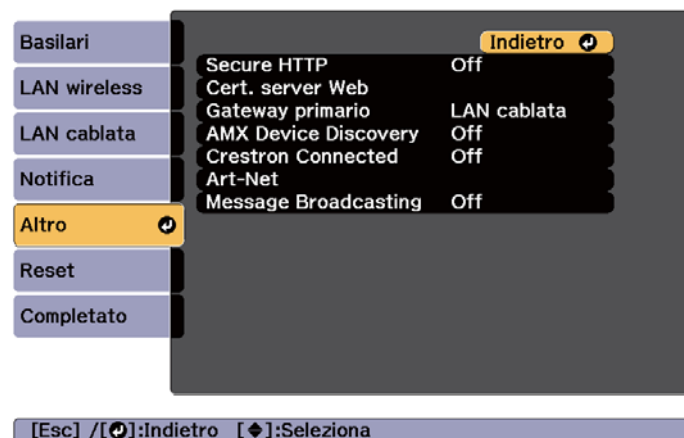 Basilari
LAN wireless
LAN cablata
Notifica
Altro
Reset
Completato
Indietro
Secure HTTP Off
Cert. server Web
Gateway primario LAN cablata
AMX Device Discovery Off
Crestron Connected Off
Art-Net
Message Broadcasting Off
[Esc] /[]:Indietro []:Seleziona